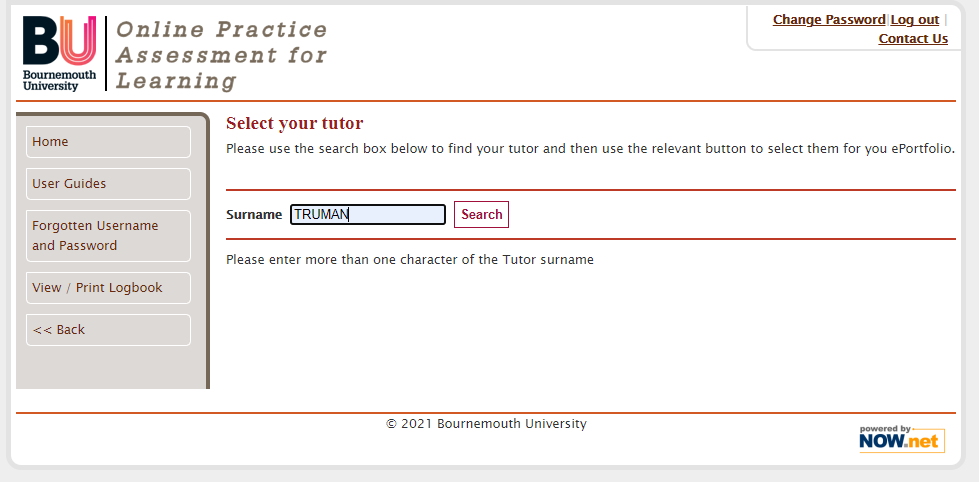 BU
Bournemouth
University
Online Practice
Assessment for
Learning
Change Password|Log out |
Contact Us
Home
User Guides
Forgotten Username
and Password
View / Print Logbook
<< Back
Select your tutor
Please use the search box below to find your tutor and then use the relevant button to select them for you ePortfolio.
Surname TRUMAN Search
Please enter more than one character of the Tutor surname
© 2021 Bournemouth University
powered by
NOW.net